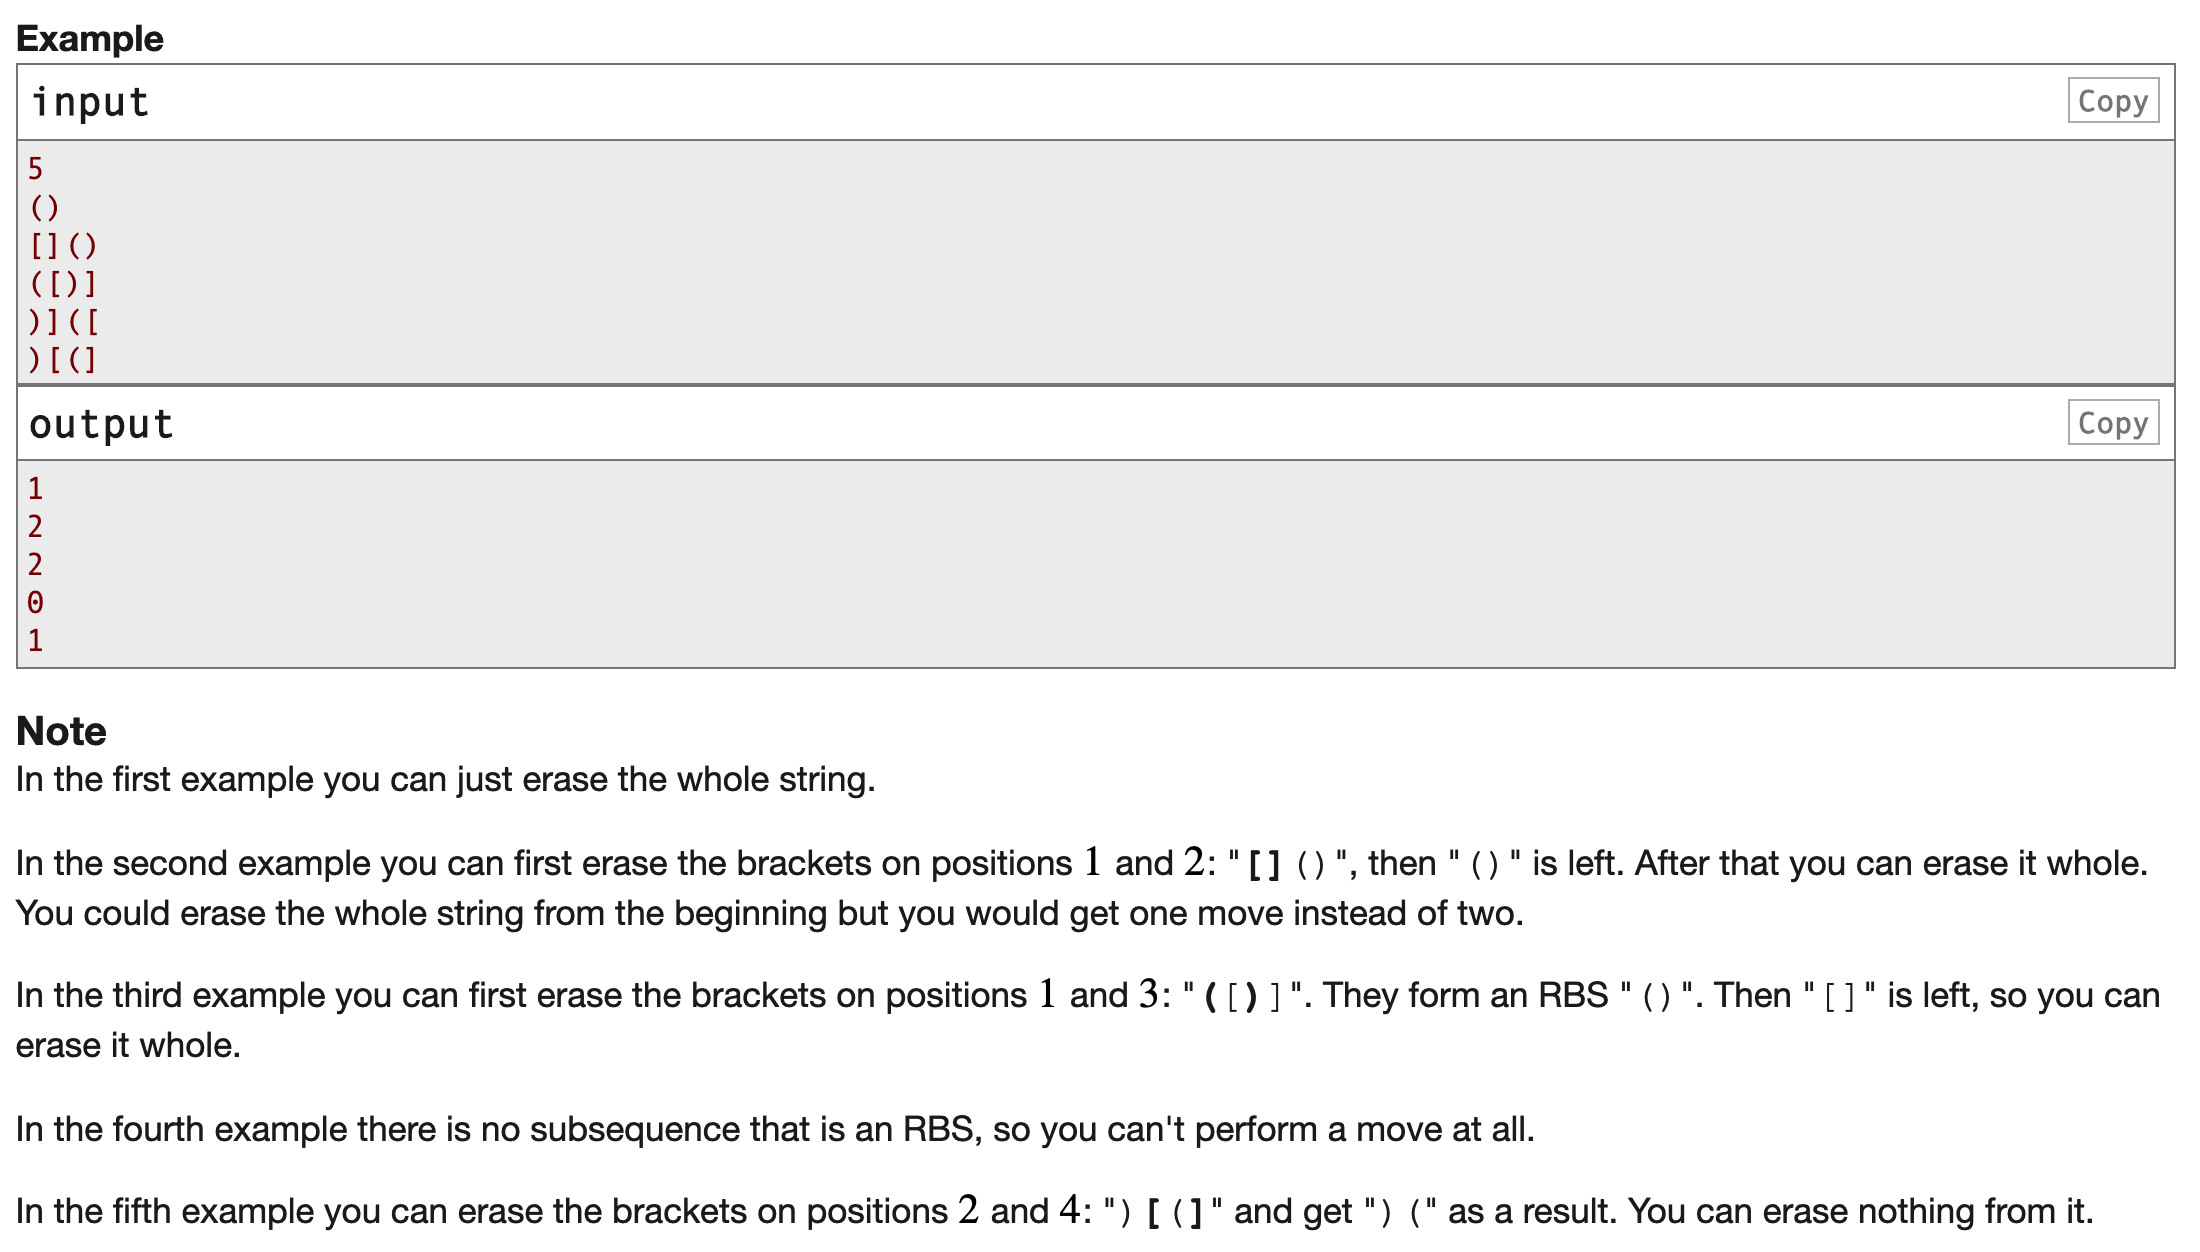 Example
input
Copy
5
()
[]()
([)]
)]([
)[(]
output
Copy
1
2
2
0
1
Note
In the first example you can just erase the whole string.
In the second example you can first erase the brackets on positions 1 and 2: "[]()", then "()" is left. After that you can erase it whole.
You could erase the whole string from the beginning but you would get one move instead of two.
In the third example you can first erase the brackets on positions 1 and 3: "([)]". They form an RBS "()". Then "[]" is left, so you can
erase it whole.
In the fourth example there is no subsequence that is an RBS, so you can't perform a move at all.
In the fifth example you can erase the brackets on positions 2 and 4: ")[(]" and get ")(" as a result. You can erase nothing from it.